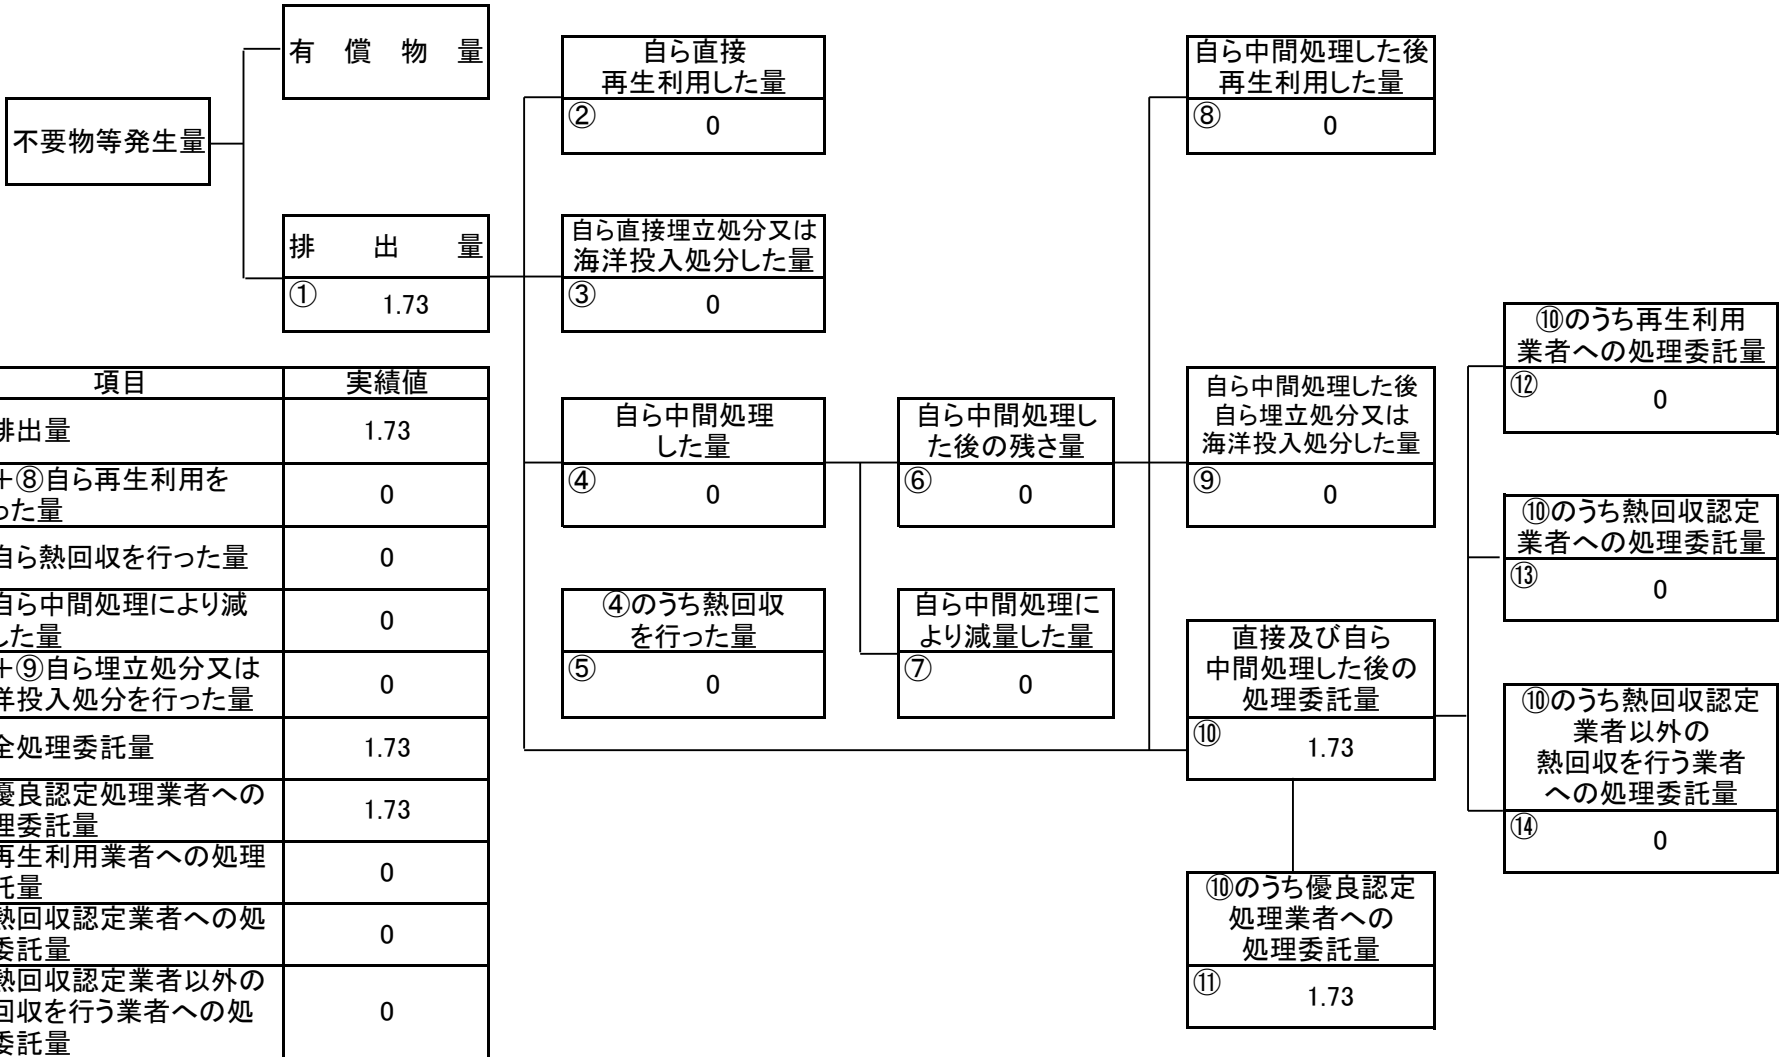 有償物量
不要物等発生量
排出量
① 1.73
自ら直接
再生利用した量
② 0
自ら直接埋立処分又は
海洋投入処分した量
③ 0
自ら中間処理
した量
④ 0
④のうち熱回収
を行った量
⑤ 0
自ら中間処理し
た後の残さ量
⑥ 0
自ら中間処理に
より減量した量
⑦ 0
自ら中間処理した後
再生利用した量
⑧ 0
自ら中間処理した後
自ら埋立処分又は
海洋投入処分した量
⑨ 0
直接及び自ら
中間処理した後の
処理委託量
⑩ 1.73
⑩のうち優良認定
処理業者への
処理委託量
⑪ 1.73
⑩のうち再生利用
業者への処理委託量
⑫ 0
⑩のうち熱回収認定
業者への処理委託量
⑬ 0
⑩のうち熱回収認定
業者以外の
熱回収を行う業者
への処理委託量
⑭ 0
項目 実績値
排出量 1.73
+⑧自ら再生利用を
った量 0
自ら熱回収を行った量 0
自ら中間処理により減
した量 0
+⑨自ら埋立処分又は
洋投入処分を行った量 0
全処理委託量 1.73
優良認定処理業者への
理委託量 1.73
再生利用業者への処理
託量 0
熱回収認定業者への処
委託量 0
熱回収認定業者以外の
回収を行う業者への処
委託量 0